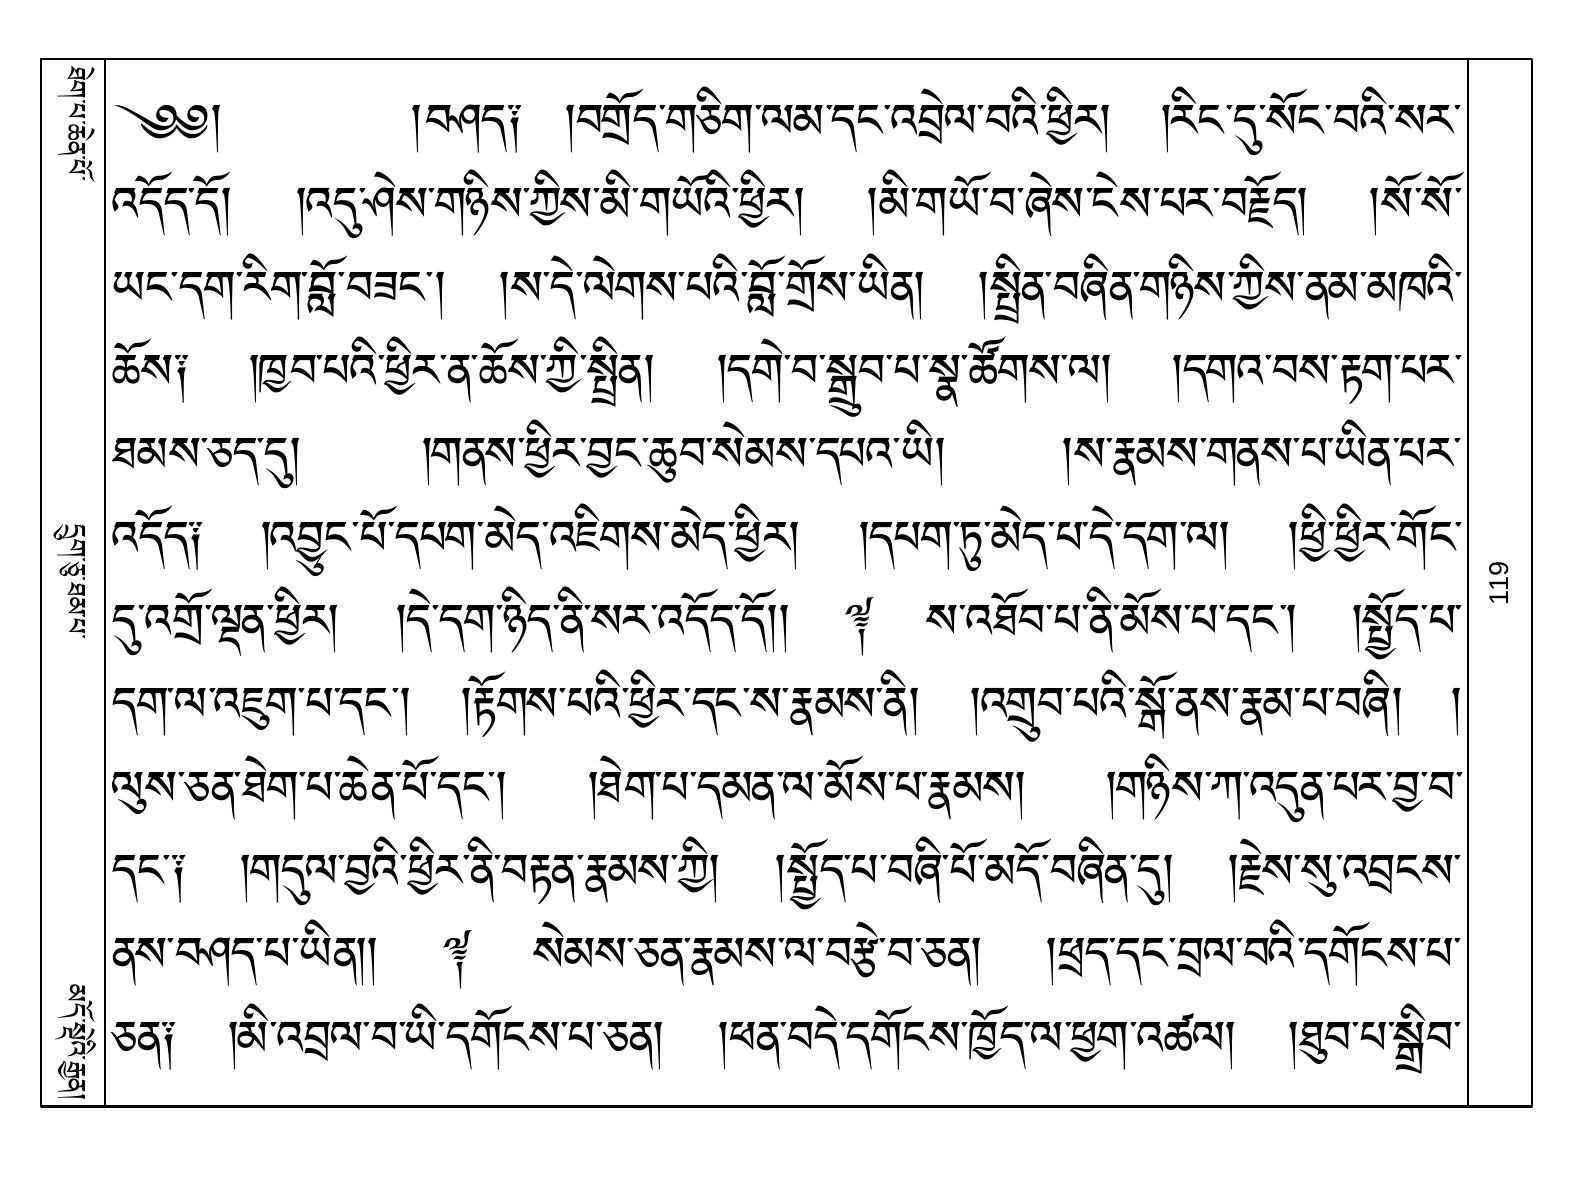 ༄༅། །བཤད༔ །བགྲོད་གཅིག་ལམ་དང་འབྲེལ་བའི་ཕྱིར། །རིང་དུ་སོང་བའི་སར་
འདོད་དོ། །འདུ་ཤེས་གཉིས་ཀྱིས་མི་གཡོའི་ཕྱིར། །མི་གཡོ་བ་ཞེས་ངེས་པར་བརྗོད། །སོ་སོ་
ཡང་དག་རིག་བློ་བཟང་། །ས་དེ་ལེགས་པའི་བློ་གྲོས་ཡིན། །སྤྲིན་བཞིན་གཉིས་ཀྱིས་ནམ་མཁའི་
ཆོས༔ །ཁྱབ་པའི་ཕྱིར་ན་ཆོས་ཀྱི་སྤྲིན། །དགེ་བ་སྒྲུབ་པ་སྣ་ཚོགས་ལ། །དགའ་བས་རྟག་པར་
ཐམས་ཅད་དུ། །གནས་ཕྱིར་བྱང་ཆུབ་སེམས་དཔའ་ཡི། །ས་རྣམས་གནས་པ་ཡིན་པར་
འདོད༔ །འབྱུང་པོ་དཔག་མེད་འཇིགས་མེད་ཕྱིར། །དཔག་ཏུ་མེད་པ་དེ་དག་ལ། །ཕྱི་ཕྱིར་གོང་
དུ་འགྲོ་ལྡན་ཕྱིར། །དེ་དག་ཉིད་ནི་སར་འདོད་དོ།། ༈ ས་འཐོབ་པ་ནི་མོས་པ་དང་། །སྤྱོད་པ་
དག་ལ་འཇུག་པ་དང་། །རྟོགས་པའི་ཕྱིར་དང་ས་རྣམས་ནི། །འགྲུབ་པའི་སྒོ་ནས་རྣམ་པ་བཞི། །
ལུས་ཅན་ཐེག་པ་ཆེན་པོ་དང་། །ཐེག་པ་དམན་ལ་མོས་པ་རྣམས། །གཉིས་ཀ་འདུན་པར་བྱ་བ་
དང་༔ །གདུལ་བྱའི་ཕྱིར་ནི་བརྟན་རྣམས་ཀྱི། །སྤྱོད་པ་བཞི་པོ་མདོ་བཞིན་དུ། །རྗེས་སུ་འབྲངས་
ནས་བཤད་པ་ཡིན།། ༈ སེམས་ཅན་རྣམས་ལ་བརྩེ་བ་ཅན། །ཕྲད་དང་བྲལ་བའི་དགོངས་པ་
ཅན༔ །མི་འབྲལ་བ་ཡི་དགོངས་པ་ཅན། །ཕན་བདེ་དགོངས་ཁྱོད་ལ་ཕྱག་འཚལ། །ཐུབ་པ་སྒྲིབ་
ཐེག་པ་ཆེན་པོ་
དྲུག་ཅུ་ཐམཔ་
མདོ་སྡེའི་རྒྱན།
119